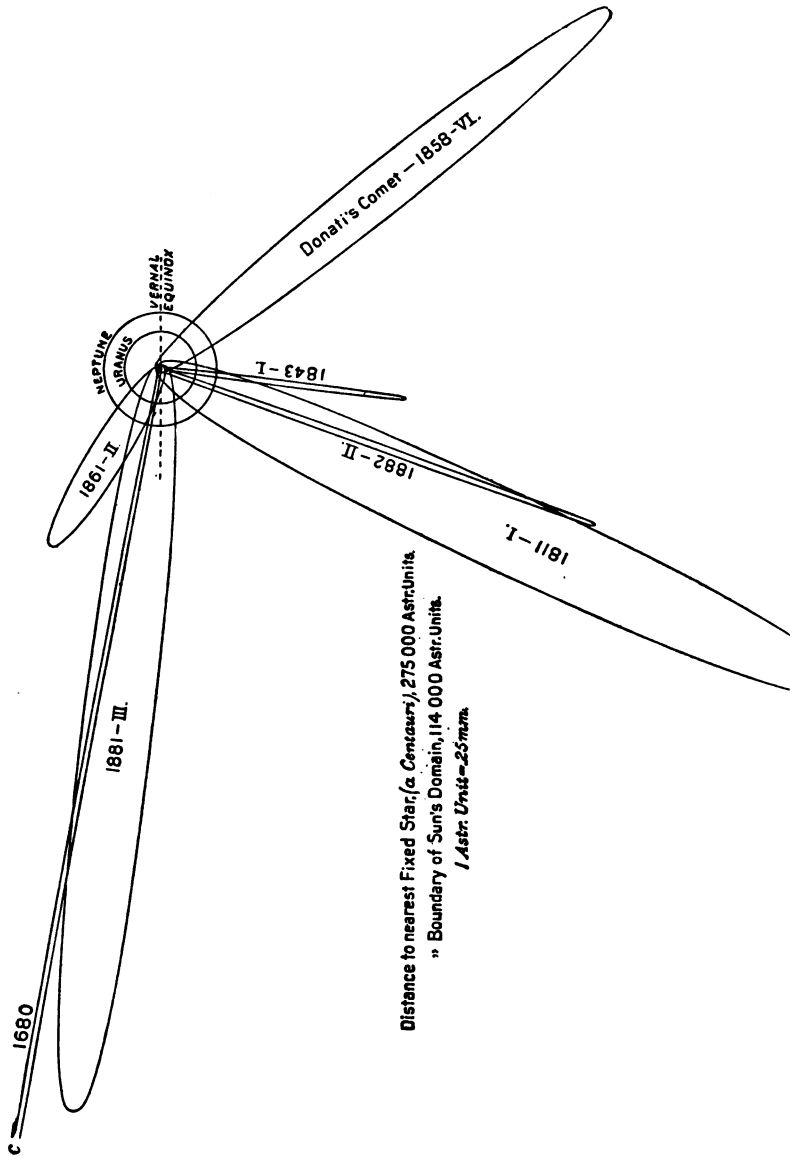 Donati's Comet — 1858-VI.
VERNAL
EQUINOX
NEPTUNE
URANUS
1843-I.
1861-II.
1882-II.
1811-I.
1881-III.
1680
C
Distance to nearest Fixed Star, (α Centauri), 275 000 Astr. Units.
" Boundary of Sun's Domain, 114 000 Astr. Units.
1 Astr. Unit = .25 mm.